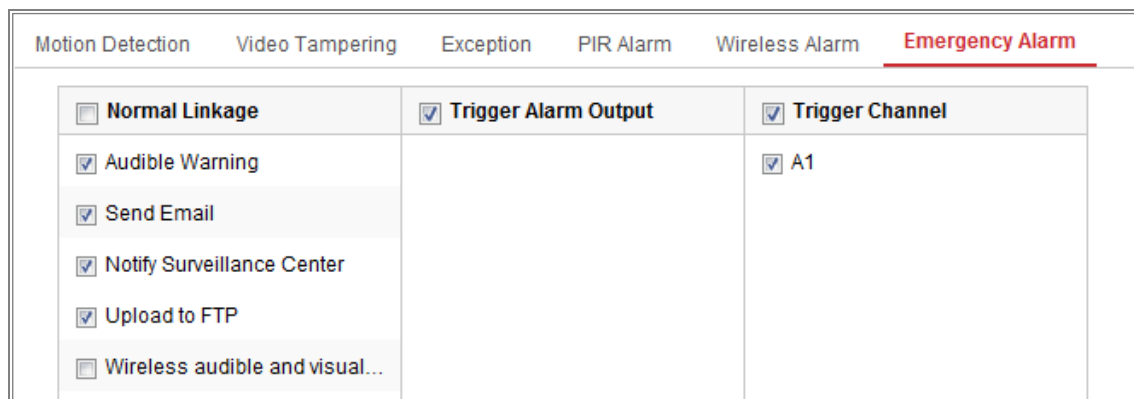 Motion Detection Video Tampering Exception PIR Alarm Wireless Alarm Emergency Alarm
Normal Linkage Trigger Alarm Output Trigger Channel
Audible Warning A1
Send Email
Notify Surveillance Center
Upload to FTP
Wireless audible and visual...